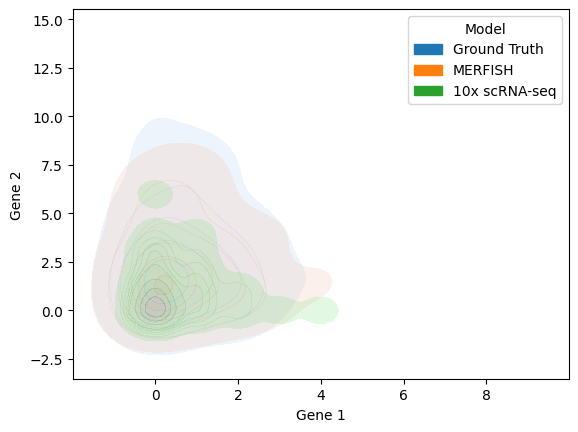 15.0
12.5
10.0
7.5
5.0
2.5
0.0
−2.5
Gene 2
0
2
4
6
8
Gene 1
Model
Ground Truth
MERFISH
10x scRNA-seq